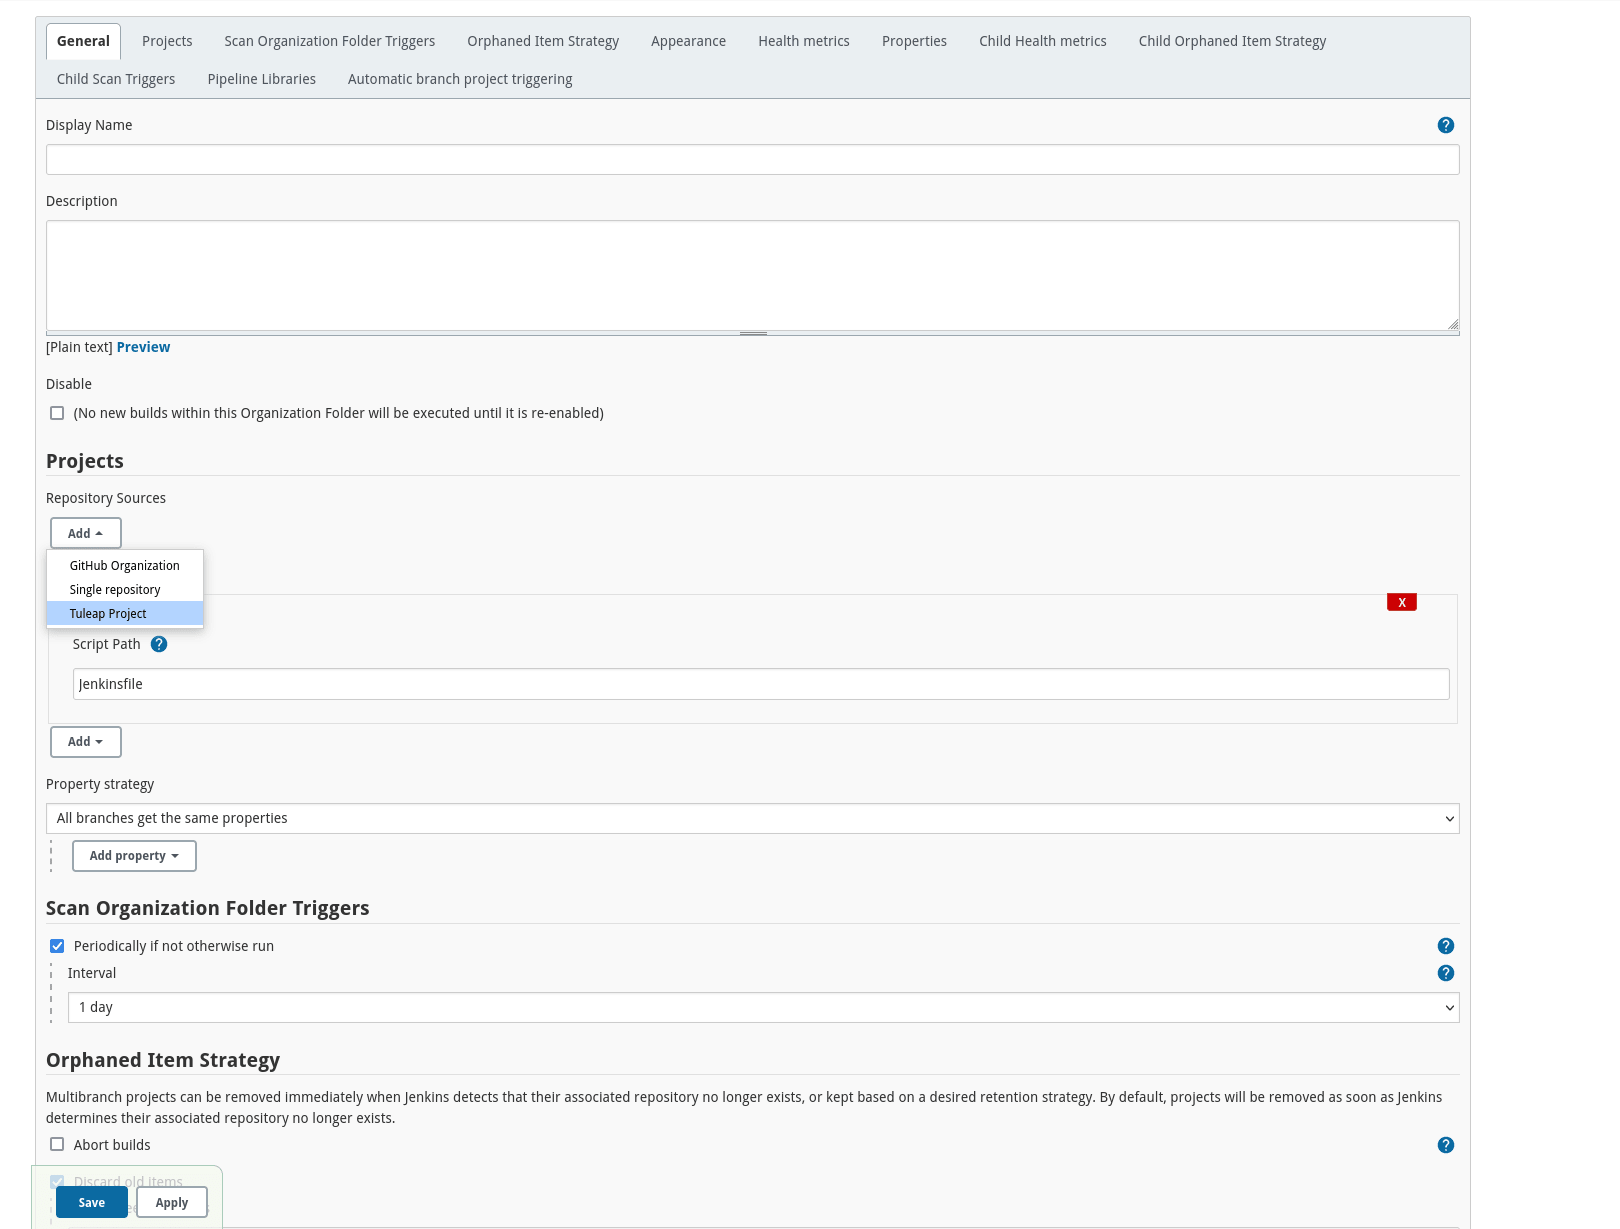 General Projects Scan Organization Folder Triggers Orphaned Item Strategy Appearance Health metrics Properties Child Health metrics Child Orphaned Item Strategy
Child Scan Triggers Pipeline Libraries Automatic branch project triggering
Display Name ?
Description
[Plain text] Preview
Disable
(No new builds within this Organization Folder will be executed until it is re-enabled)
Projects
Repository Sources
Add
GitHub Organization
Single repository
Tuleap Project
X
Script Path ?
Jenkinsfile
Add
Property strategy
All branches get the same properties
Add property
Scan Organization Folder Triggers
Periodically if not otherwise run ?
Interval ?
1 day
Orphaned Item Strategy
Multibranch projects can be removed immediately when Jenkins detects that their associated repository no longer exists, or kept based on a desired retention strategy. By default, projects will be removed as soon as Jenkins
determines their associated repository no longer exists.
Abort builds ?
Discard old items
Save Apply